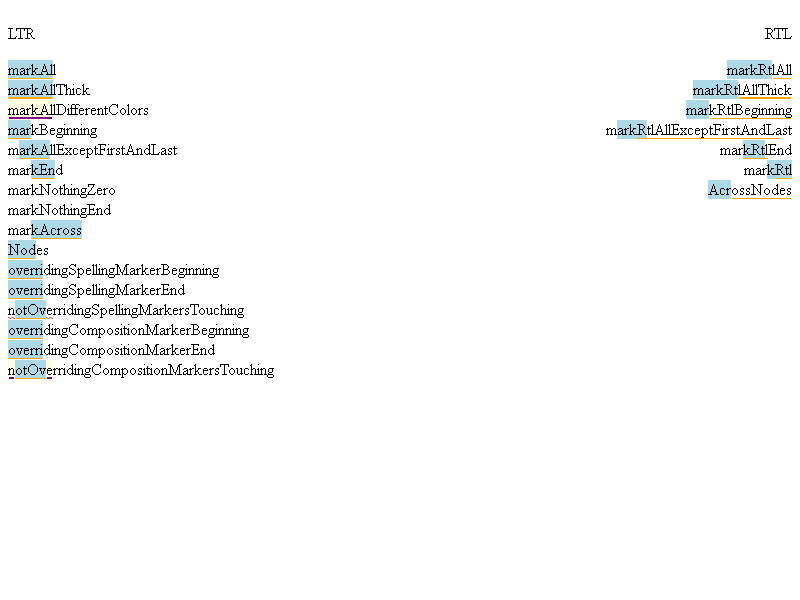 LTR
markAll
markAllThick
markAllDifferentColors
markBeginning
markAllExceptFirstAndLast
markEnd
markNothingZero
markNothingEnd
markAcross
Nodes
overridingSpellingMarkerBeginning
overridingSpellingMarkerEnd
notOverridingSpellingMarkersTouching
overridingCompositionMarkerBeginning
overridingCompositionMarkerEnd
notOverridingCompositionMarkersTouching
RTL
markRtlAll
markRtlAllThick
markRtlBeginning
markRtlAllExceptFirstAndLast
markRtlEnd
markRtl
AcrossNodes